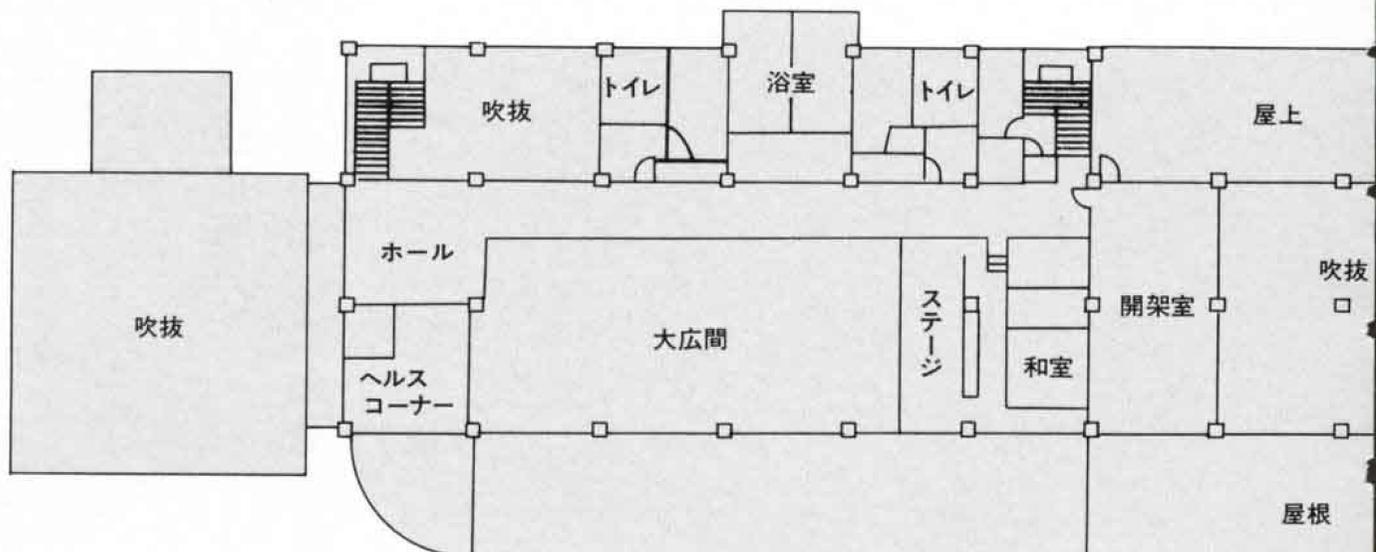 吹抜
トイレ
浴室
トイレ
屋上
ホール
吹抜
大広間
ステージ
和室
開架室
吹抜
ヘルス
コーナー
屋根